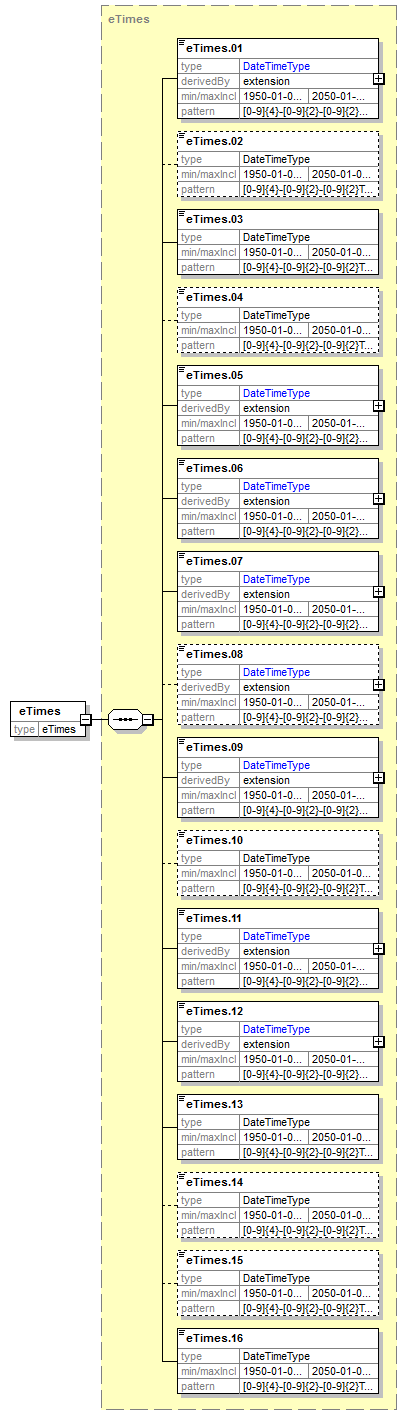 eTimes
eTimes.01
type DateTimeType
derivedBy extension
min/maxIncl 1950-01-0... 2050-01-...
pattern [0-9]{4}-[0-9]{2}-[0-9]{2}...
eTimes.02
type DateTimeType
min/maxIncl 1950-01-0... 2050-01-0...
pattern [0-9]{4}-[0-9]{2}-[0-9]{2}T...
eTimes.03
type DateTimeType
min/maxIncl 1950-01-0... 2050-01-0...
pattern [0-9]{4}-[0-9]{2}-[0-9]{2}T...
eTimes.04
type DateTimeType
min/maxIncl 1950-01-0... 2050-01-0...
pattern [0-9]{4}-[0-9]{2}-[0-9]{2}T...
eTimes.05
type DateTimeType
derivedBy extension
min/maxIncl 1950-01-0... 2050-01-...
pattern [0-9]{4}-[0-9]{2}-[0-9]{2}...
eTimes.06
type DateTimeType
derivedBy extension
min/maxIncl 1950-01-0... 2050-01-...
pattern [0-9]{4}-[0-9]{2}-[0-9]{2}...
eTimes.07
type DateTimeType
derivedBy extension
min/maxIncl 1950-01-0... 2050-01-...
pattern [0-9]{4}-[0-9]{2}-[0-9]{2}...
eTimes.08
type DateTimeType
derivedBy extension
min/maxIncl 1950-01-0... 2050-01-...
pattern [0-9]{4}-[0-9]{2}-[0-9]{2}...
eTimes
type eTimes
eTimes.09
type DateTimeType
derivedBy extension
min/maxIncl 1950-01-0... 2050-01-...
pattern [0-9]{4}-[0-9]{2}-[0-9]{2}...
eTimes.10
type DateTimeType
min/maxIncl 1950-01-0... 2050-01-0...
pattern [0-9]{4}-[0-9]{2}-[0-9]{2}T...
eTimes.11
type DateTimeType
derivedBy extension
min/maxIncl 1950-01-0... 2050-01-...
pattern [0-9]{4}-[0-9]{2}-[0-9]{2}...
eTimes.12
type DateTimeType
derivedBy extension
min/maxIncl 1950-01-0... 2050-01-...
pattern [0-9]{4}-[0-9]{2}-[0-9]{2}...
eTimes.13
type DateTimeType
min/maxIncl 1950-01-0... 2050-01-0...
pattern [0-9]{4}-[0-9]{2}-[0-9]{2}T...
eTimes.14
type DateTimeType
min/maxIncl 1950-01-0... 2050-01-0...
pattern [0-9]{4}-[0-9]{2}-[0-9]{2}T...
eTimes.15
type DateTimeType
min/maxIncl 1950-01-0... 2050-01-0...
pattern [0-9]{4}-[0-9]{2}-[0-9]{2}T...
eTimes.16
type DateTimeType
min/maxIncl 1950-01-0... 2050-01-0...
pattern [0-9]{4}-[0-9]{2}-[0-9]{2}T...